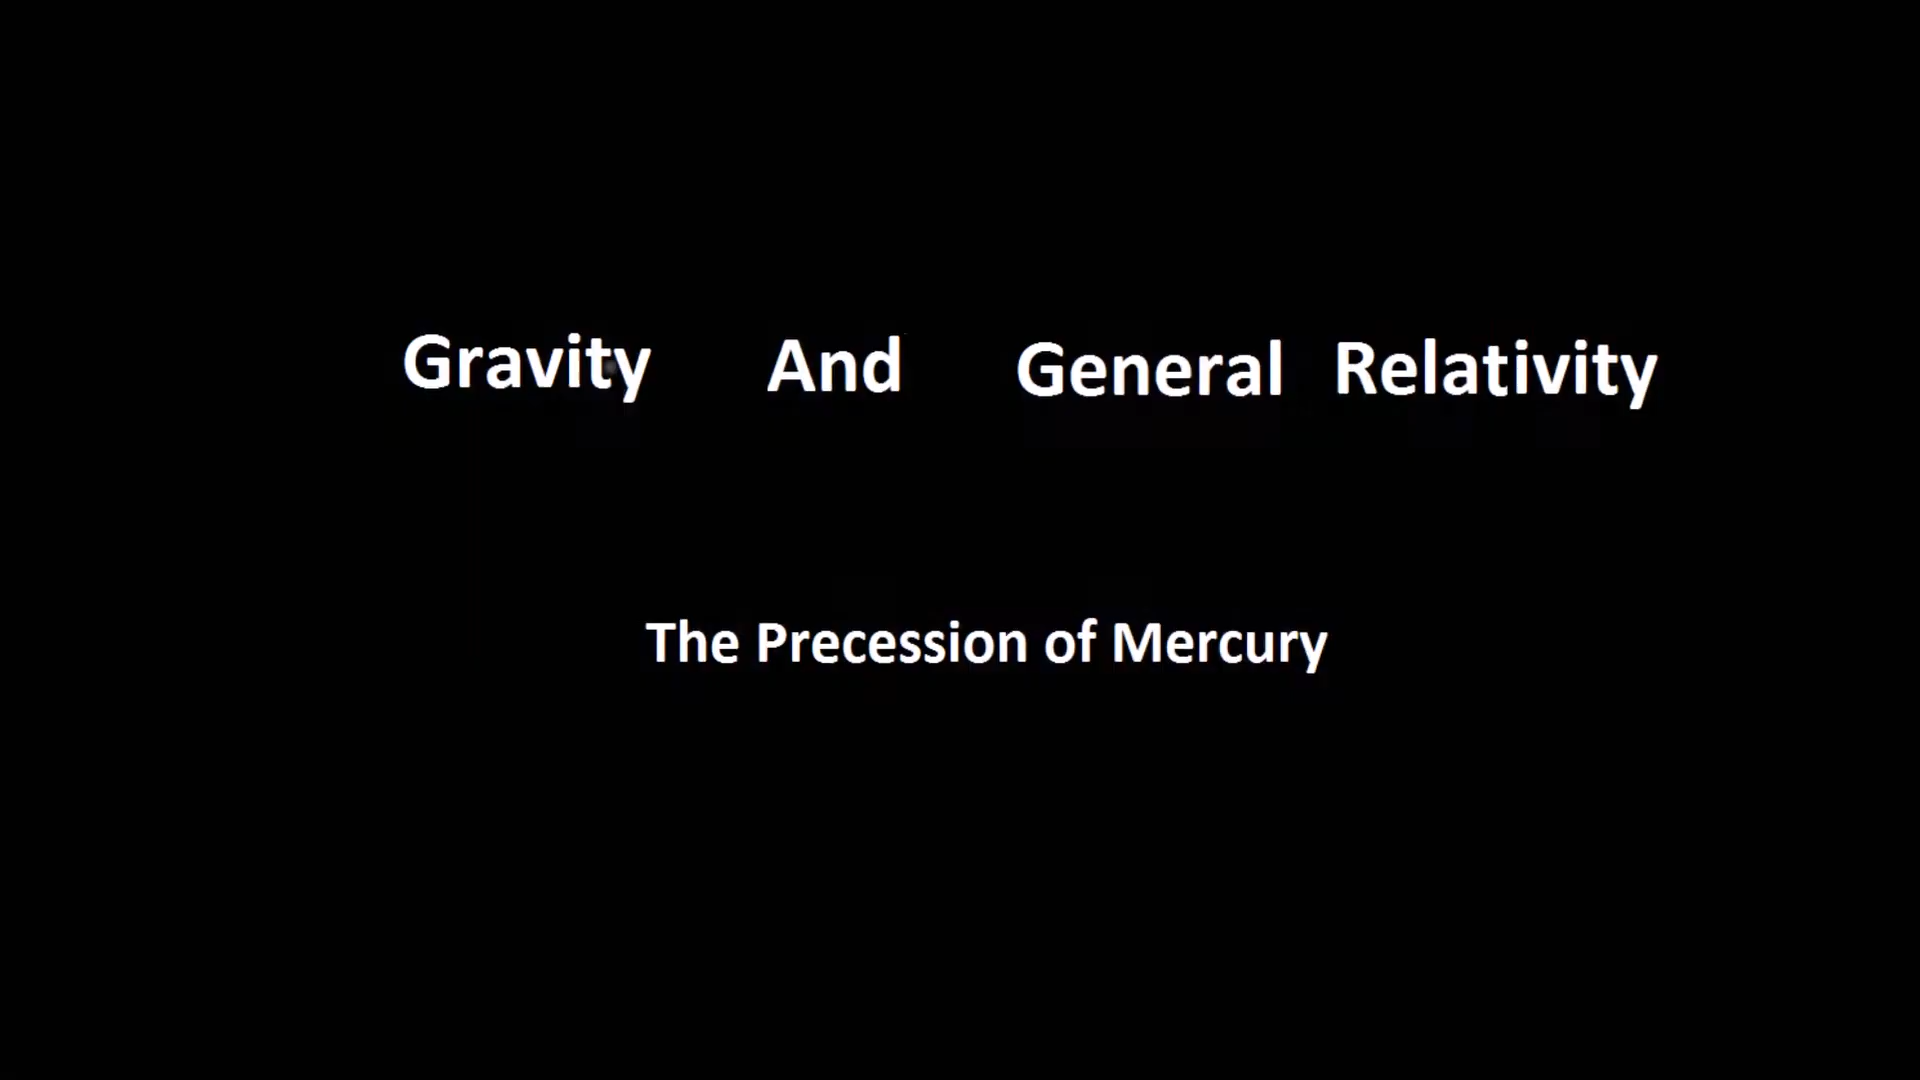 Gravity And General Relativity
The Precession of Mercury